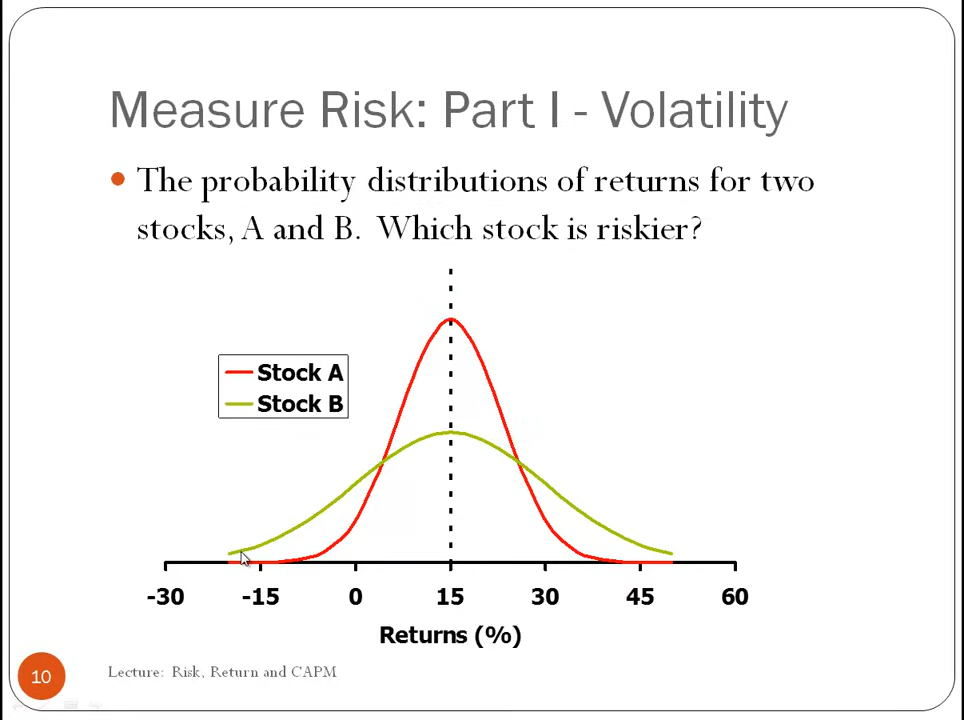 Measure Risk: Part I - Volatility
The probability distributions of returns for two
stocks, A and B. Which stock is riskier?
Stock A
Stock B
-30 -15 0 15 30 45 60
Returns (%)
10 Lecture: Risk, Return and CAPM